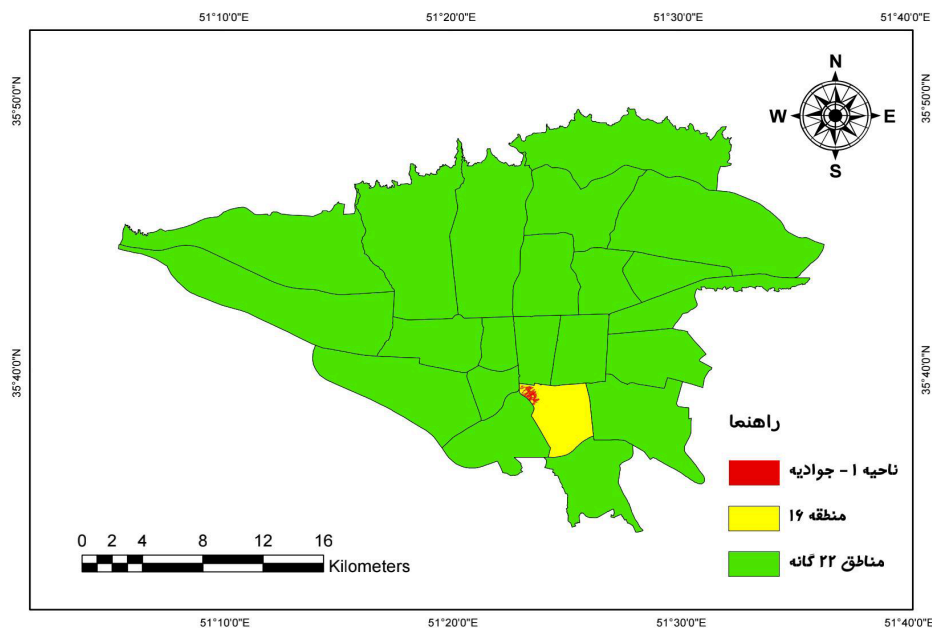 51°10'0"E 51°20'0"E 51°30'0"E 51°40'0"E
35°50'0"N
35°50'0"N
N
W E
S
35°40'0"N
35°40'0"N
راهنما
ناحیه ۱ - جوادیه
منطقه ۱۶
مناطق ۲۲ گانه
0 2 4 8 12 16
Kilometers
51°10'0"E 51°20'0"E 51°30'0"E 51°40'0"E